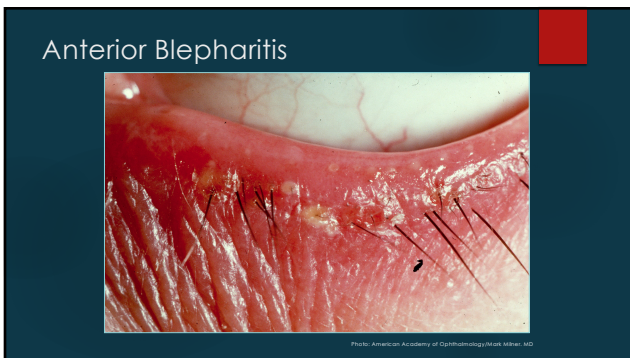 Anterior Blepharitis
Photo: American Academy of Ophthalmology/Mark Milner, MD